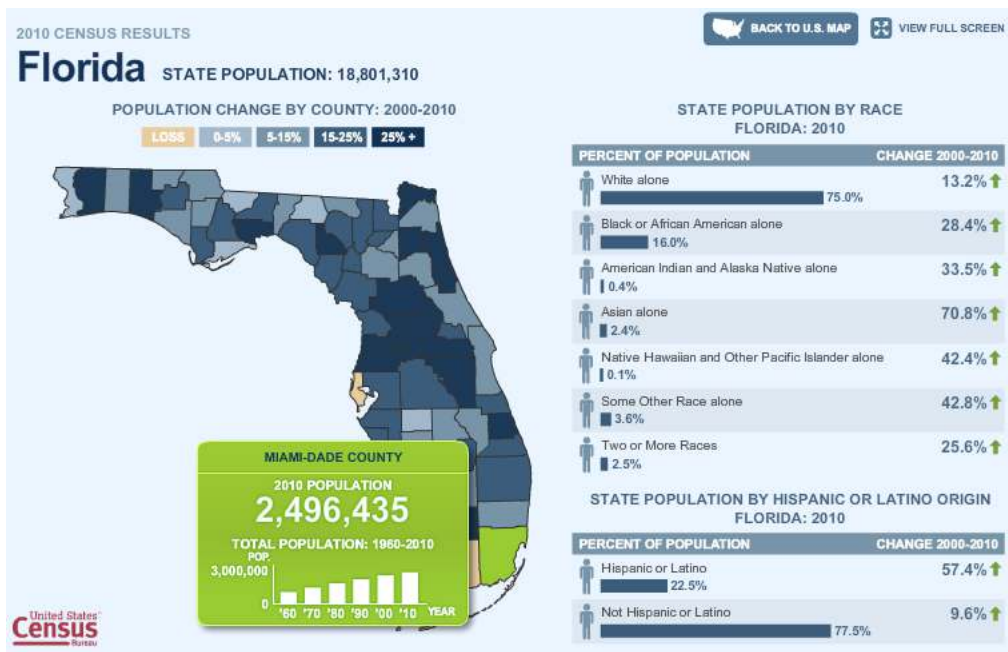 2010 CENSUS RESULTS
Florida STATE POPULATION: 18,801,310
BACK TO U.S. MAP
VIEW FULL SCREEN
POPULATION CHANGE BY COUNTY: 2000-2010
LOSS 0-5% 5-15% 15-25% 25% +
MIAMI-DADE COUNTY
2010 POPULATION
2,496,435
TOTAL POPULATION: 1960-2010
POP.
3,000,000
0
'60 '70 '80 '90 '00 '10 YEAR
United States
Census
Bureau
STATE POPULATION BY RACE
FLORIDA: 2010
PERCENT OF POPULATION CHANGE 2000-2010
White alone 13.2%
75.0%
Black or African American alone 28.4%
16.0%
American Indian and Alaska Native alone 33.5%
0.4%
Asian alone 70.8%
2.4%
Native Hawaiian and Other Pacific Islander alone 42.4%
0.1%
Some Other Race alone 42.8%
3.6%
Two or More Races 25.6%
2.5%
STATE POPULATION BY HISPANIC OR LATINO ORIGIN
FLORIDA: 2010
PERCENT OF POPULATION CHANGE 2000-2010
Hispanic or Latino 57.4%
22.5%
Not Hispanic or Latino 9.6%
77.5%